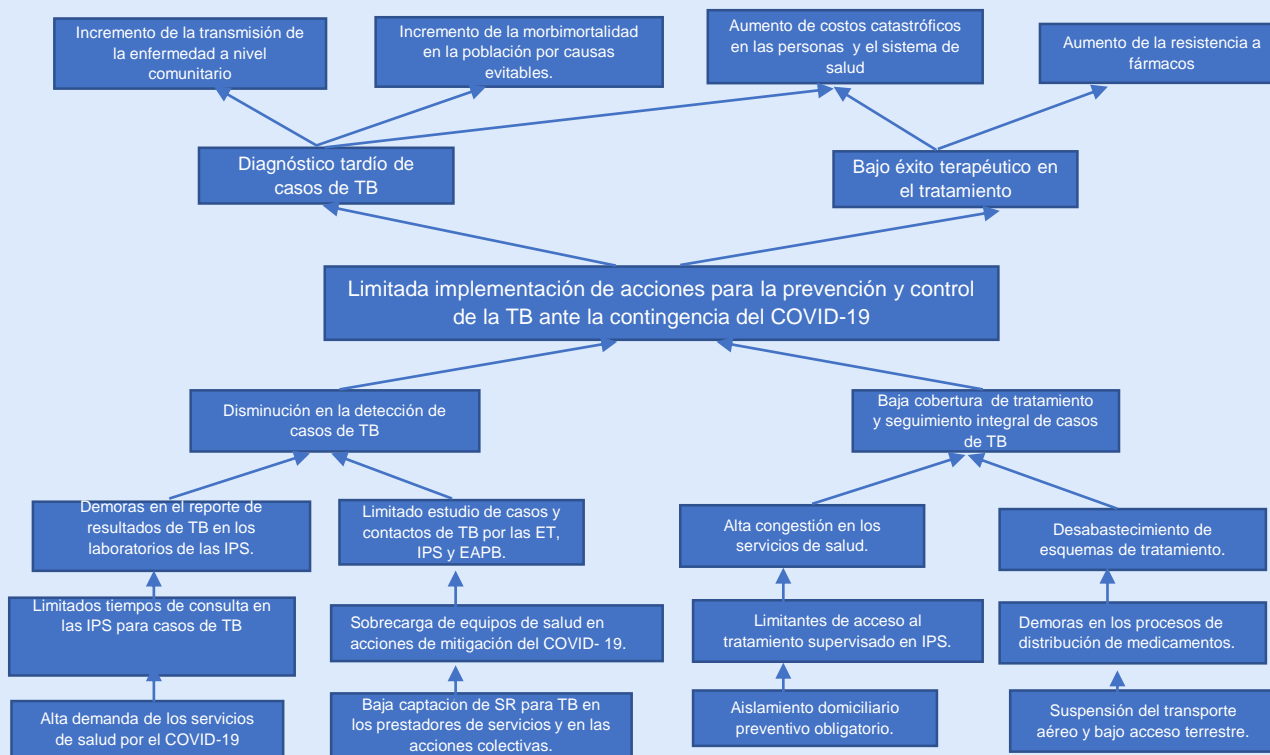 Incremento de la transmisión de
la enfermedad a nivel
comunitario
Incremento de la morbimortalidad
en la población por causas
evitables.
Aumento de costos catastróficos
en las personas y el sistema de
salud
Aumento de la resistencia a
fármacos
Diagnóstico tardío de
casos de TB
Bajo éxito terapéutico en
el tratamiento
Limitada implementación de acciones para la prevención y control
de la TB ante la contingencia del COVID-19
Disminución en la detección de
casos de TB
Baja cobertura de tratamiento
y seguimiento integral de casos
de TB
Demoras en el reporte de
resultados de TB en los
laboratorios de las IPS.
Limitado estudio de casos y
contactos de TB por las ET,
IPS y EAPB.
Alta congestión en los
servicios de salud.
Desabastecimiento de
esquemas de tratamiento.
Limitados tiempos de consulta en
las IPS para casos de TB
Sobrecarga de equipos de salud en
acciones de mitigación del COVID- 19.
Limitantes de acceso al
tratamiento supervisado en IPS.
Demoras en los procesos de
distribución de medicamentos.
Alta demanda de los servicios
de salud por el COVID-19
Baja captación de SR para TB en
los prestadores de servicios y en las
acciones colectivas.
Aislamiento domiciliario
preventivo obligatorio.
Suspensión del transporte
aéreo y bajo acceso terrestre.